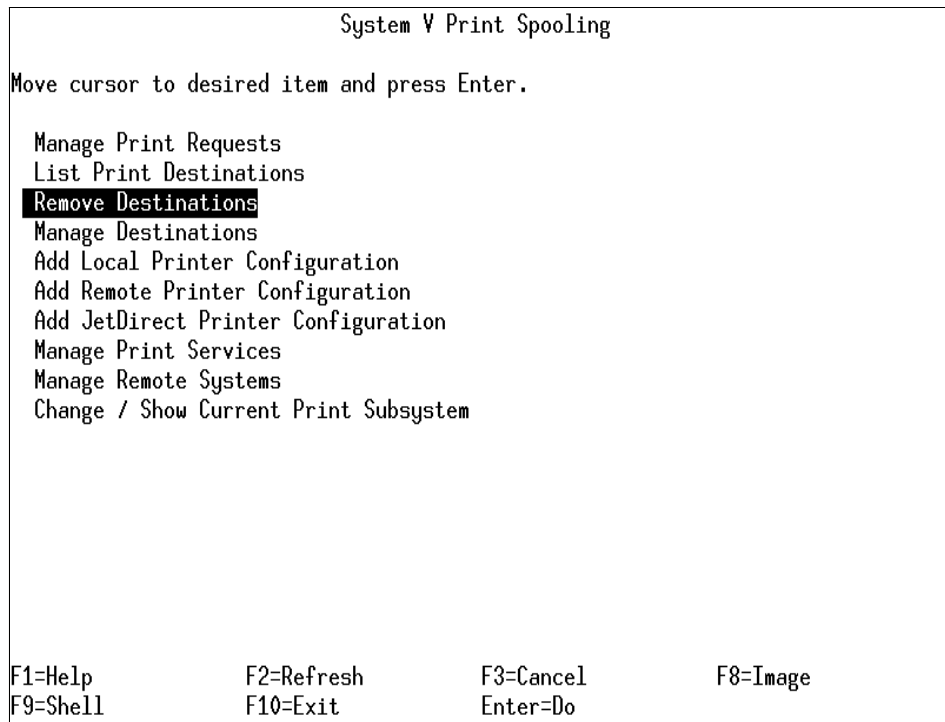 System V Print Spooling
Move cursor to desired item and press Enter.
Manage Print Requests
List Print Destinations
Remove Destinations
Manage Destinations
Add Local Printer Configuration
Add Remote Printer Configuration
Add JetDirect Printer Configuration
Manage Print Services
Manage Remote Systems
Change / Show Current Print Subsystem
F1=Help F2=Refresh F3=Cancel F8=Image
F9=Shell F10=Exit Enter=Do